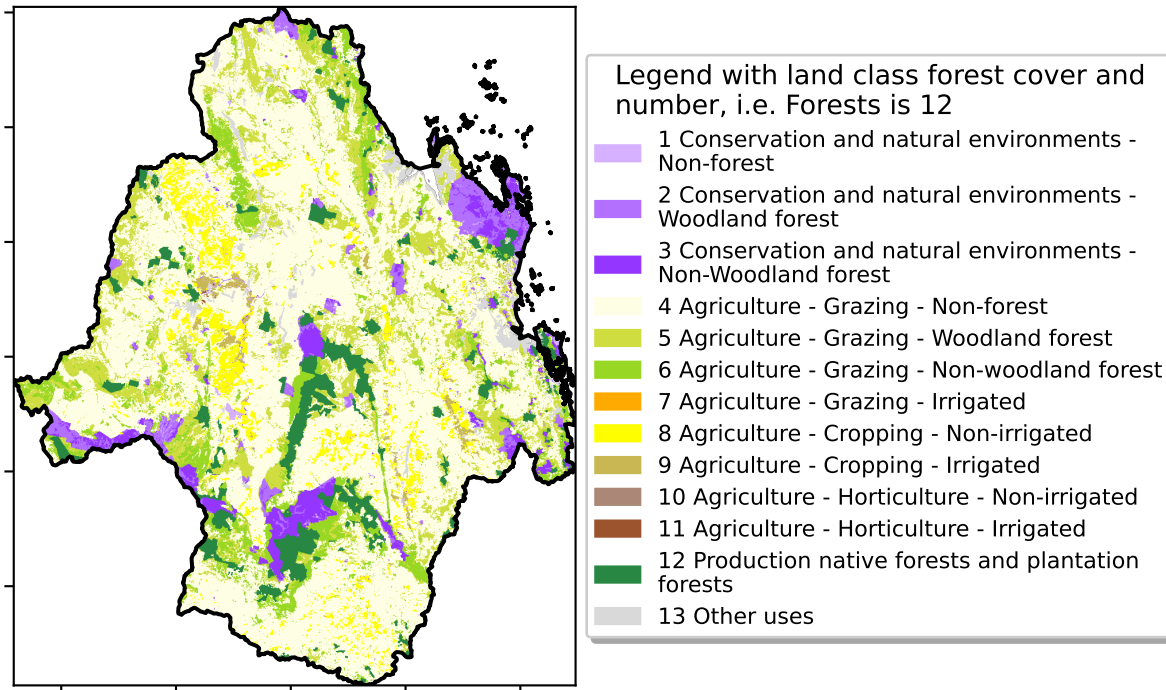 Legend with land class forest cover and
number, i.e. Forests is 12
1 Conservation and natural environments -
Non-forest
2 Conservation and natural environments -
Woodland forest
3 Conservation and natural environments -
Non-Woodland forest
4 Agriculture - Grazing - Non-forest
5 Agriculture - Grazing - Woodland forest
6 Agriculture - Grazing - Non-woodland forest
7 Agriculture - Grazing - Irrigated
8 Agriculture - Cropping - Non-irrigated
9 Agriculture - Cropping - Irrigated
10 Agriculture - Horticulture - Non-irrigated
11 Agriculture - Horticulture - Irrigated
12 Production native forests and plantation
forests
13 Other uses